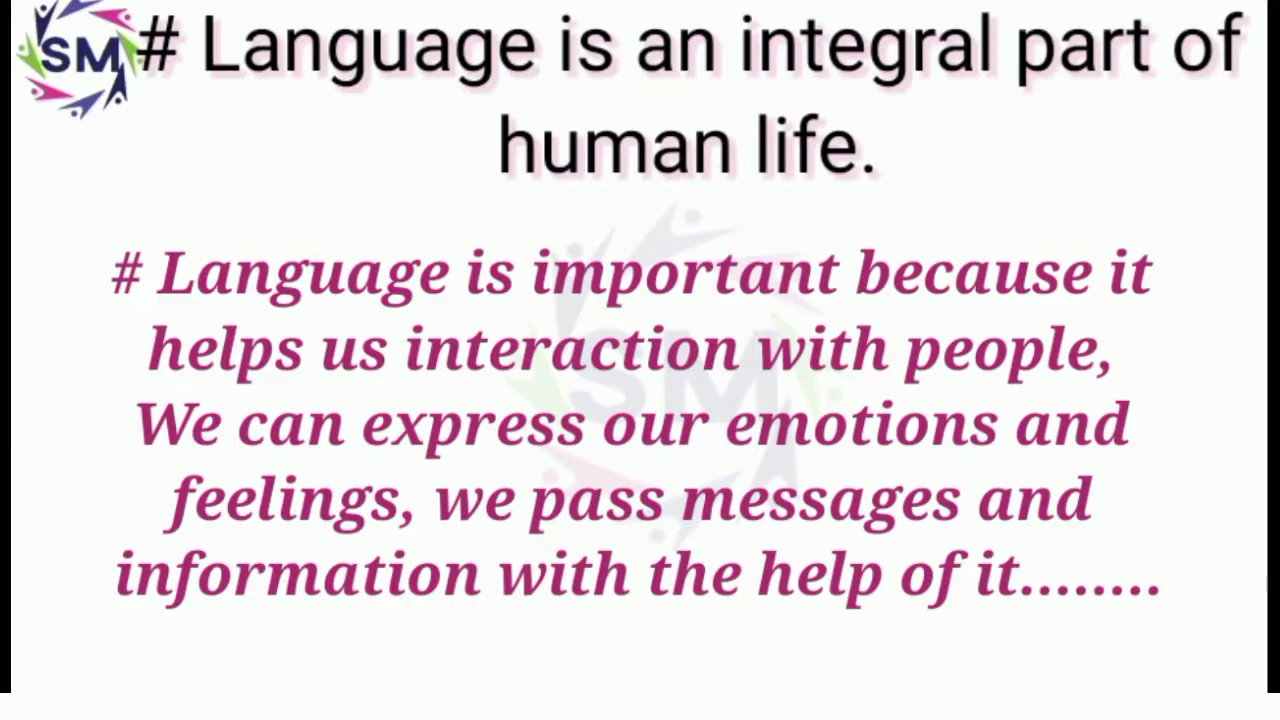 SM # Language is an integral part of
human life.
# Language is important because it
helps us interaction with people,
We can express our emotions and
feelings, we pass messages and
information with the help of it........
SM